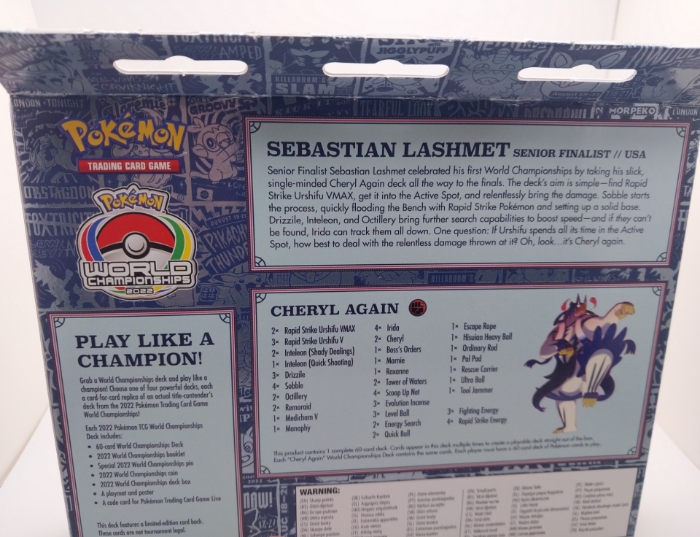 JIGGLYPUFF
AMPED
SLAM
MORPEKO
LONDON
LONDON • TONIGHT
Pokémon
TRADING CARD GAME
Pokémon
WORLD
CHAMPIONSHIPS
2022
SEBASTIAN LASHMET SENIOR FINALIST // USA
Senior Finalist Sebastian Lashmet celebrated his first World Championships by taking his slick,
single-minded Cheryl Again deck all the way to the finals. The deck's aim is simple—find Rapid
Strike Urshifu VMAX, get it into the Active Spot, and relentlessly bring the damage. Sobble starts
the process, quickly flooding the Bench with Rapid Strike Pokémon and setting up a solid base.
Drizzile, Inteleon, and Octillery bring further search capabilities to boost speed—and if they can't
be found, Irida can track them all down. One question: If Urshifu spends all its time in the Active
Spot, how best to deal with the relentless damage thrown at it? Oh, look...it's Cheryl again.
PLAY LIKE A
CHAMPION!
Grab a World Championships deck and play like a
champion! Choose one of four powerful decks, each
a card-for-card replica of an actual title-contender's
deck from the 2022 Pokémon Trading Card Game
World Championships!
Each 2022 Pokémon TCG World Championships
Deck includes:
• 60-card World Championships Deck
• 2022 World Championships booklet
• Special 2022 World Championships pin
• 2022 World Championships coin
• 2022 World Championships deck box
• A playmat and poster
• A code card for Pokémon Trading Card Game Live
This deck features a limited-edition card back.
These cards are not tournament legal.
CHERYL AGAIN
2× Rapid Strike Urshifu VMAX
3× Rapid Strike Urshifu V
2× Inteleon (Shady Dealings)
1× Inteleon (Quick Shooting)
3× Drizzile
4× Sobble
2× Octillery
2× Remoraid
1× Medicham V
1× Manaphy
4× Irida
2× Cheryl
1× Boss's Orders
1× Marnie
1× Roxanne
2× Tower of Waters
4× Scoop Up Net
3× Evolution Incense
3× Level Ball
2× Energy Search
2× Quick Ball
1× Escape Rope
1× Hisuian Heavy Ball
1× Ordinary Rod
1× Pal Pad
1× Rescue Carrier
1× Ultra Ball
1× Tool Jammer
3× Fighting Energy
4× Rapid Strike Energy
This product contains 1 complete 60-card deck. Cards appear in this deck multiple times to create a playable deck straight out of the box.
Each "Cheryl Again" World Championships Deck contains the same cards. Each player must have a 60-card deck of Pokémon cards to play.
WARNING: